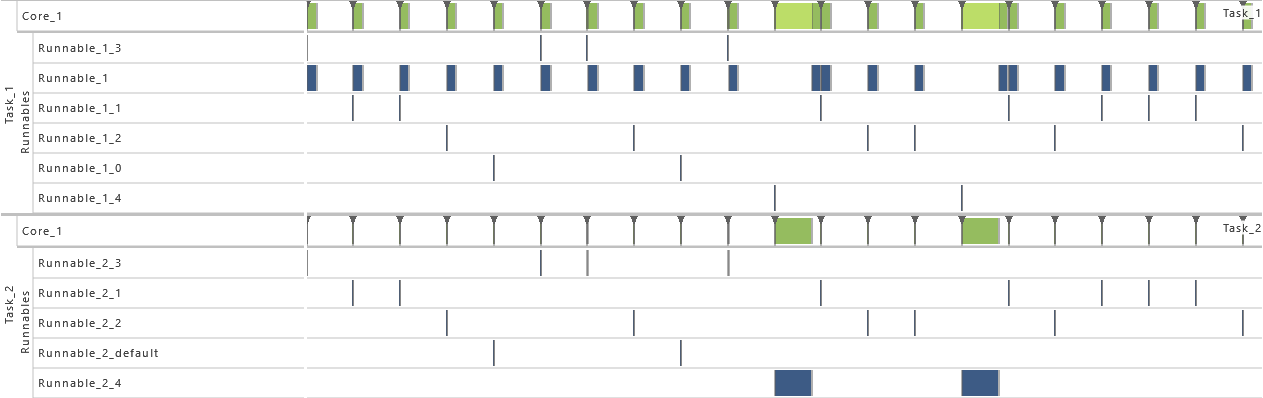 Core_1
Task_1
Task_1
Runnables
Runnable_1_3
Runnable_1
Runnable_1_1
Runnable_1_2
Runnable_1_0
Runnable_1_4
Core_1
Task_2
Task_2
Runnables
Runnable_2_3
Runnable_2_1
Runnable_2_2
Runnable_2_default
Runnable_2_4